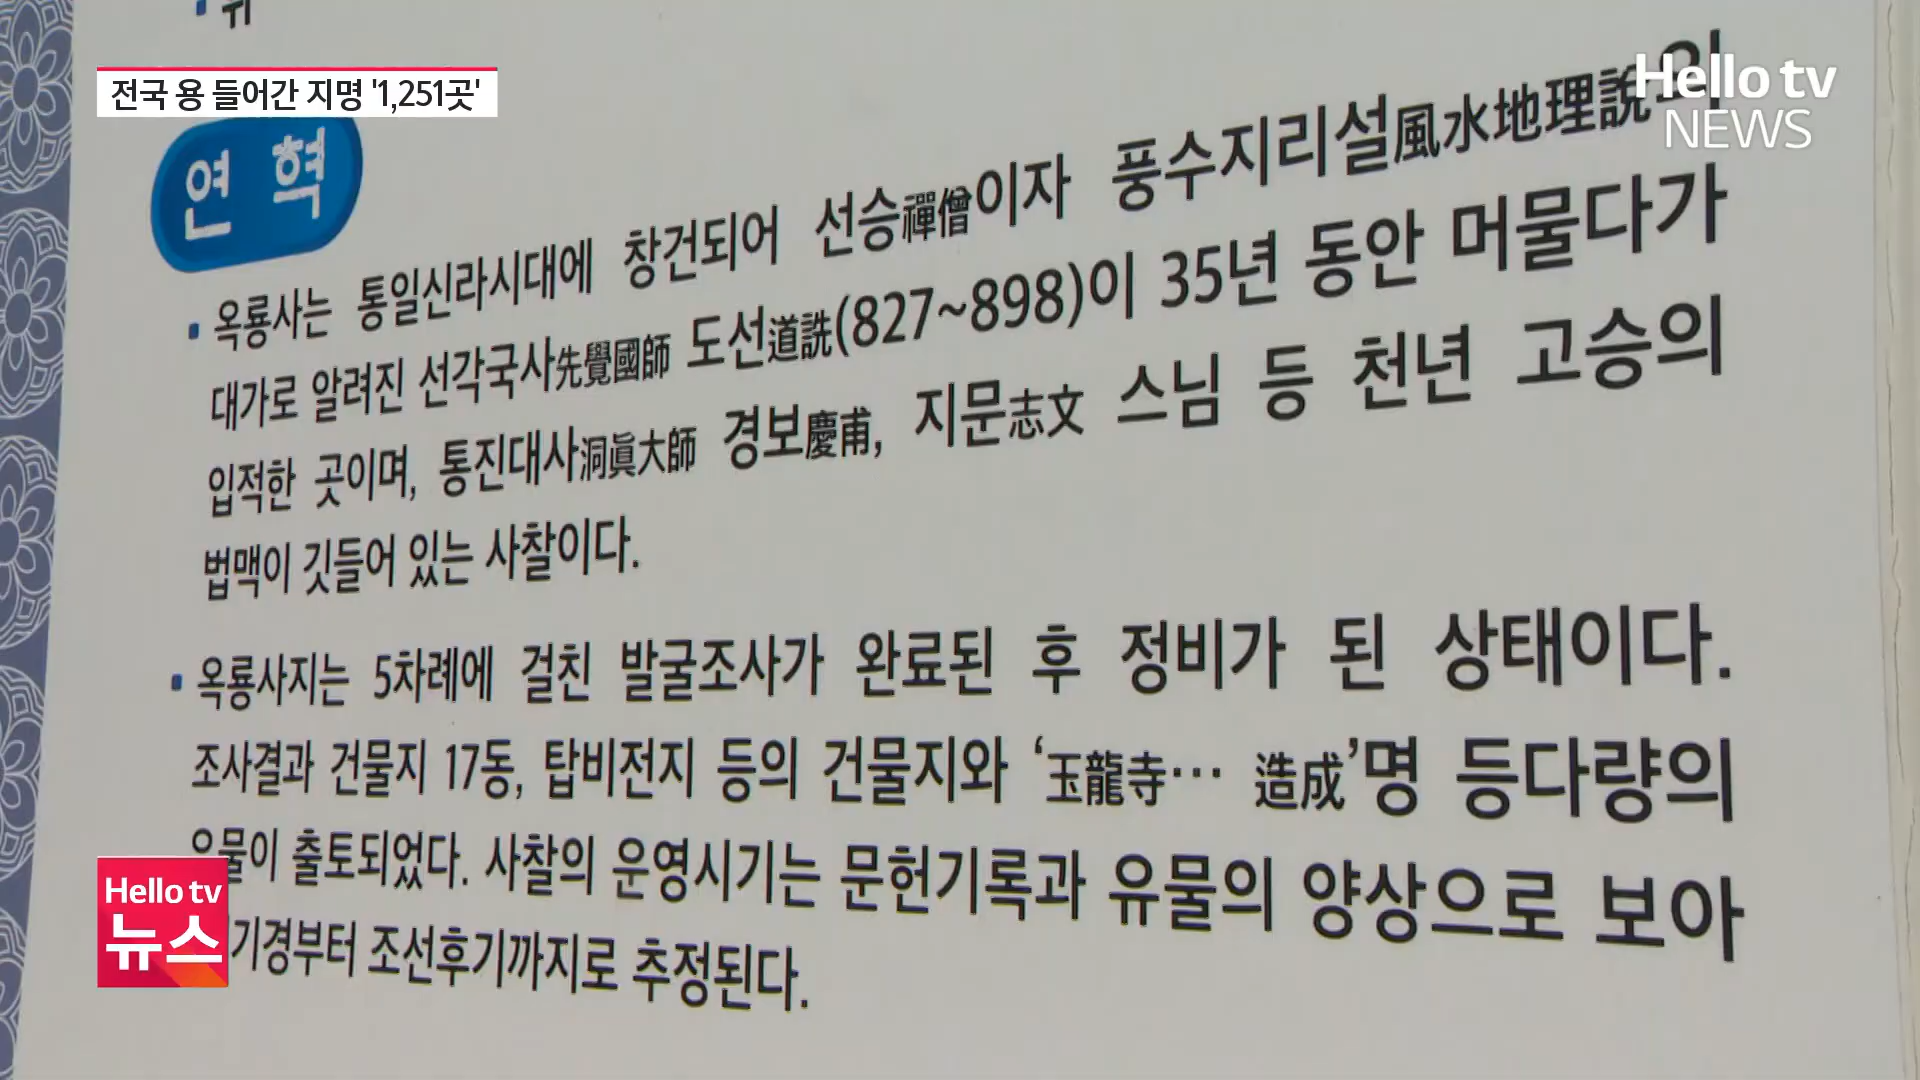 전국 용 들어간 지명 '1,251곳'
Hello tv
NEWS
연 혁
• 옥룡사는 통일신라시대에 창건되어 선승禪僧이자 풍수지리설風水地理說의
대가로 알려진 선각국사先覺國師 도선道詵(827~898)이 35년 동안 머물다가
입적한 곳이며, 통진대사洞眞大師 경보慶甫, 지문志文 스님 등 천년 고승의
법맥이 깃들어 있는 사찰이다.
• 옥룡사지는 5차례에 걸친 발굴조사가 완료된 후 정비가 된 상태이다.
조사결과 건물지 17동, 탑비전지 등의 건물지와 ‘玉龍寺… 造成’명 등다량의
유물이 출토되었다. 사찰의 운영시기는 문헌기록과 유물의 양상으로 보아
기경부터 조선후기까지로 추정된다.
Hello tv
뉴스